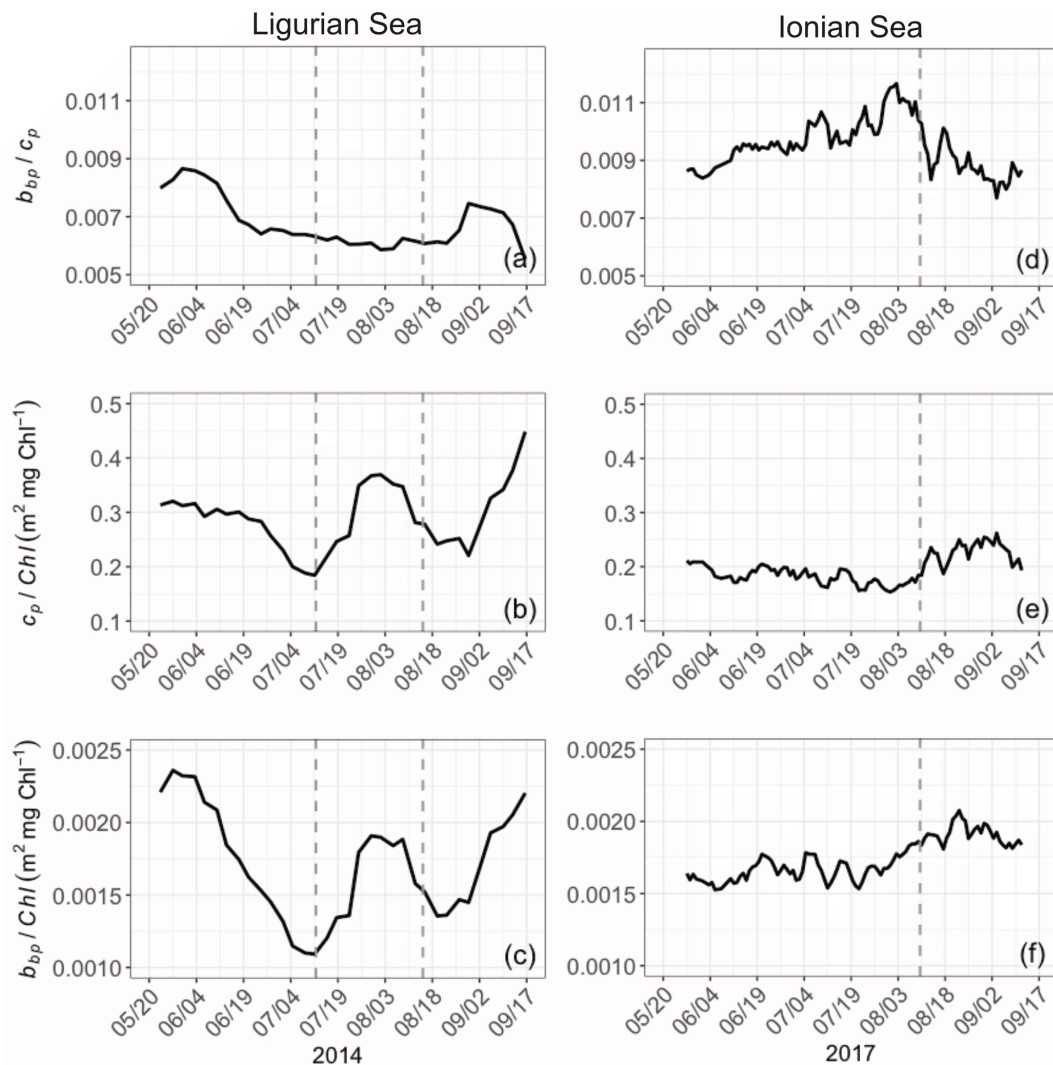 Ligurian Sea
Ionian Sea
b_bp / c_p
0.011
0.009
0.007
0.005
(a)
05/20 06/04 06/19 07/04 07/19 08/03 08/18 09/02 09/17
0.011
0.009
0.007
0.005
(d)
05/20 06/04 06/19 07/04 07/19 08/03 08/18 09/02 09/17
c_p / Chl (m² mg Chl⁻¹)
0.5
0.4
0.3
0.2
0.1
(b)
05/20 06/04 06/19 07/04 07/19 08/03 08/18 09/02 09/17
0.5
0.4
0.3
0.2
0.1
(e)
05/20 06/04 06/19 07/04 07/19 08/03 08/18 09/02 09/17
b_bp / Chl (m² mg Chl⁻¹)
0.0025
0.0020
0.0015
0.0010
(c)
05/20 06/04 06/19 07/04 07/19 08/03 08/18 09/02 09/17
2014
0.0025
0.0020
0.0015
0.0010
(f)
05/20 06/04 06/19 07/04 07/19 08/03 08/18 09/02 09/17
2017